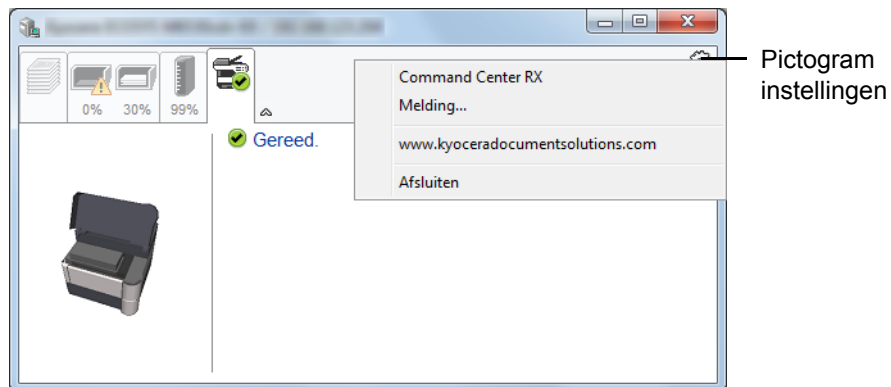 Command Center RX
Melding...
www.kyoceradocumentsolutions.com
Afsluiten
0% 30% 99%
Gereed.
Pictogram
instellingen